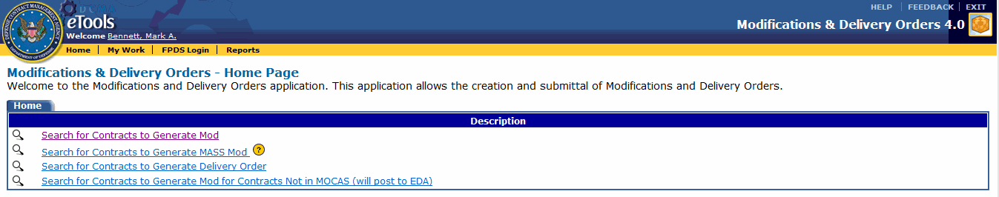 HELP | FEEDBACK | EXIT
DEFENSE CONTRACT MANAGEMENT AGENCY
DEPARTMENT OF DEFENSE
eTools
Modifications & Delivery Orders 4.0
Welcome Bennett, Mark A.
Home | My Work | FPDS Login | Reports
Modifications & Delivery Orders - Home Page
Welcome to the Modifications and Delivery Orders application. This application allows the creation and submittal of Modifications and Delivery Orders.
Home
Description
Search for Contracts to Generate Mod
Search for Contracts to Generate MASS Mod ?
Search for Contracts to Generate Delivery Order
Search for Contracts to Generate Mod for Contracts Not in MOCAS (will post to EDA)